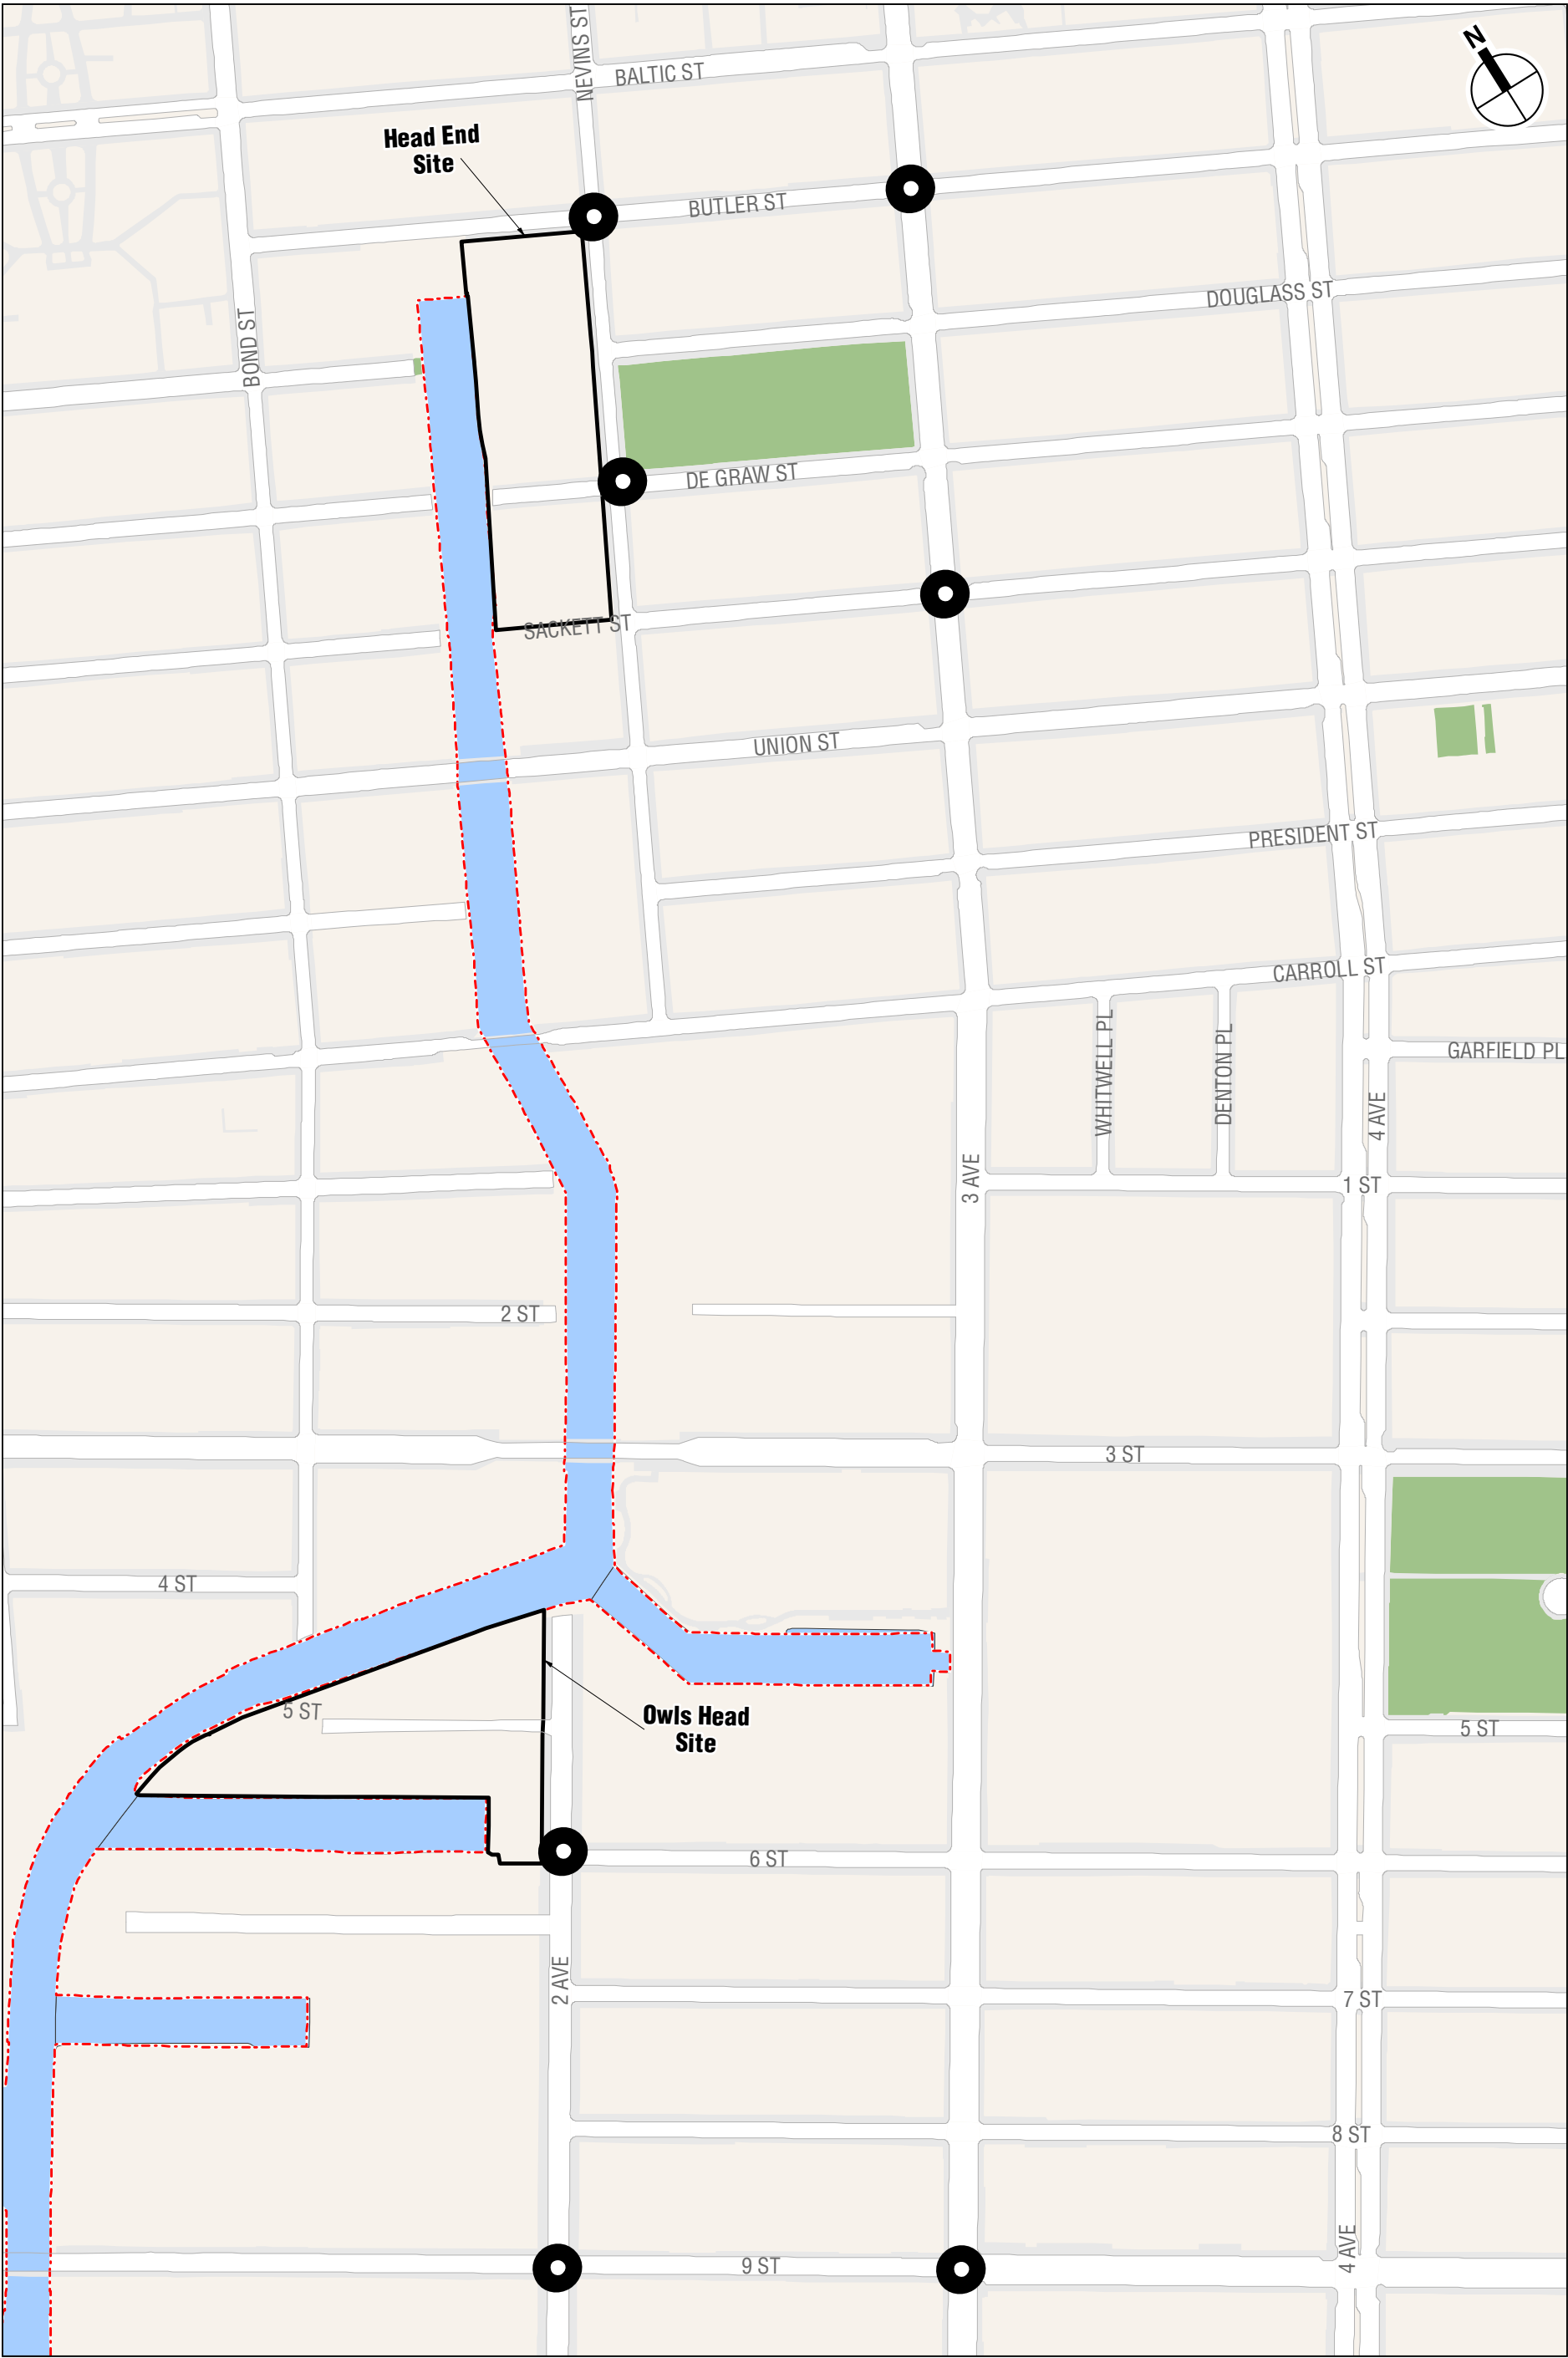 NEVINS ST
N
BALTIC ST
Head End
Site
BUTLER ST
DOUGLASS ST
BOND ST
DE GRAW ST
SACKETT ST
UNION ST
PRESIDENT ST
CARROLL ST
WHITWELL PL
DENTON PL
GARFIELD PL
4 AVE
3 AVE
1 ST
2 ST
3 ST
4 ST
5 ST
Owls Head
Site
5 ST
6 ST
2 AVE
7 ST
8 ST
4 AVE
9 ST